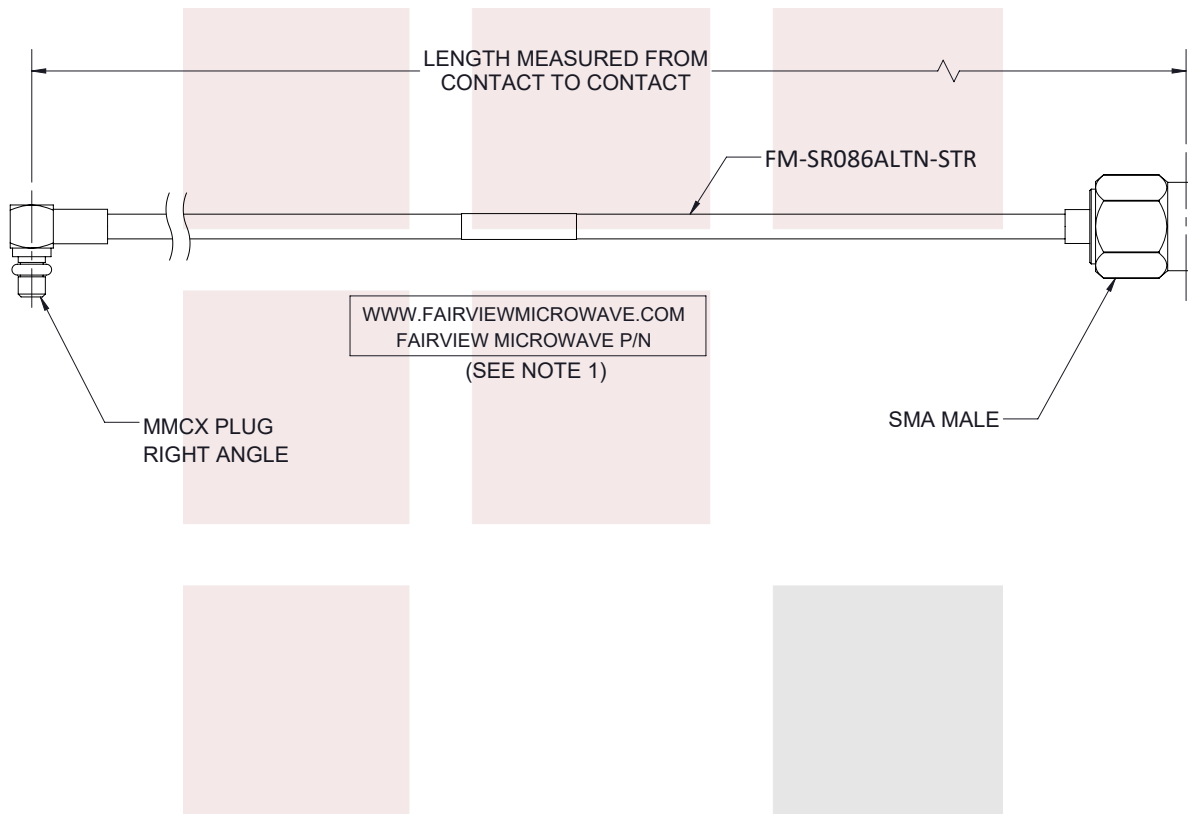 LENGTH MEASURED FROM
CONTACT TO CONTACT
FM-SR086ALTN-STR
WWW.FAIRVIEWMICROWAVE.COM
FAIRVIEW MICROWAVE P/N
(SEE NOTE 1)
MMCX PLUG
RIGHT ANGLE
SMA MALE